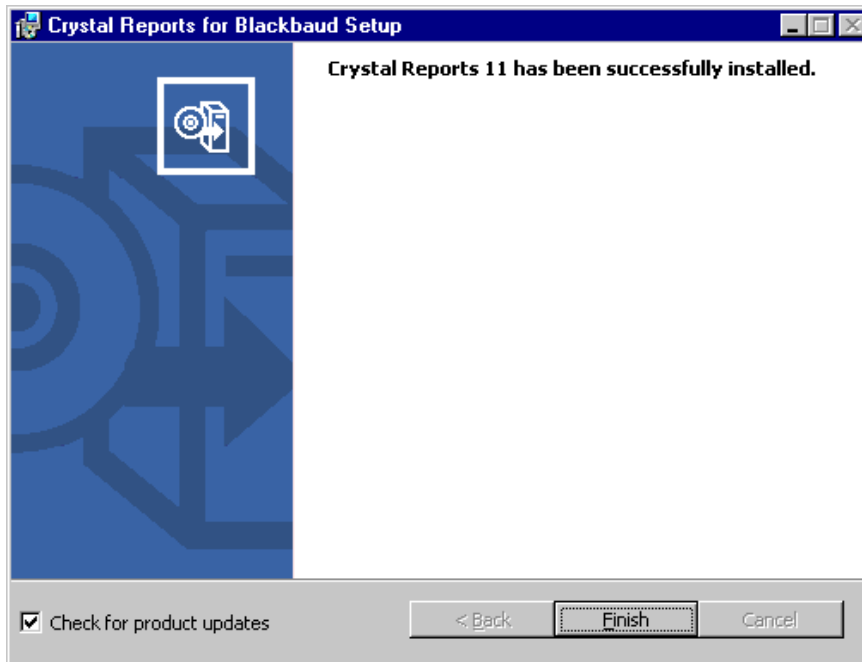 Crystal Reports for Blackbaud Setup
Crystal Reports 11 has been successfully installed.
Check for product updates
< Back
Finish
Cancel